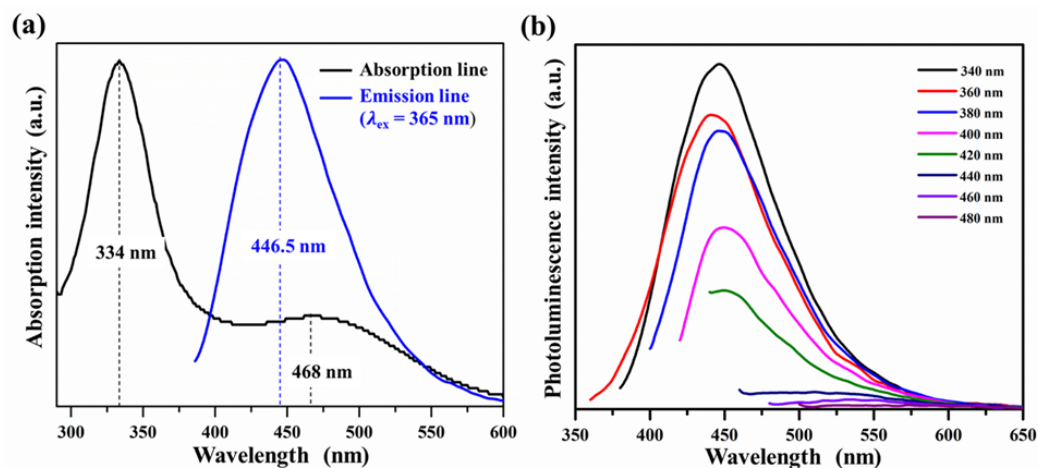 (a)
Absorption intensity (a.u.)
Absorption line
Emission line
(λex = 365 nm)
334 nm
446.5 nm
468 nm
300 350 400 450 500 550 600
Wavelength (nm)
(b)
Photoluminescence intensity (a.u.)
340 nm
360 nm
380 nm
400 nm
420 nm
440 nm
460 nm
480 nm
350 400 450 500 550 600 650
Wavelength (nm)